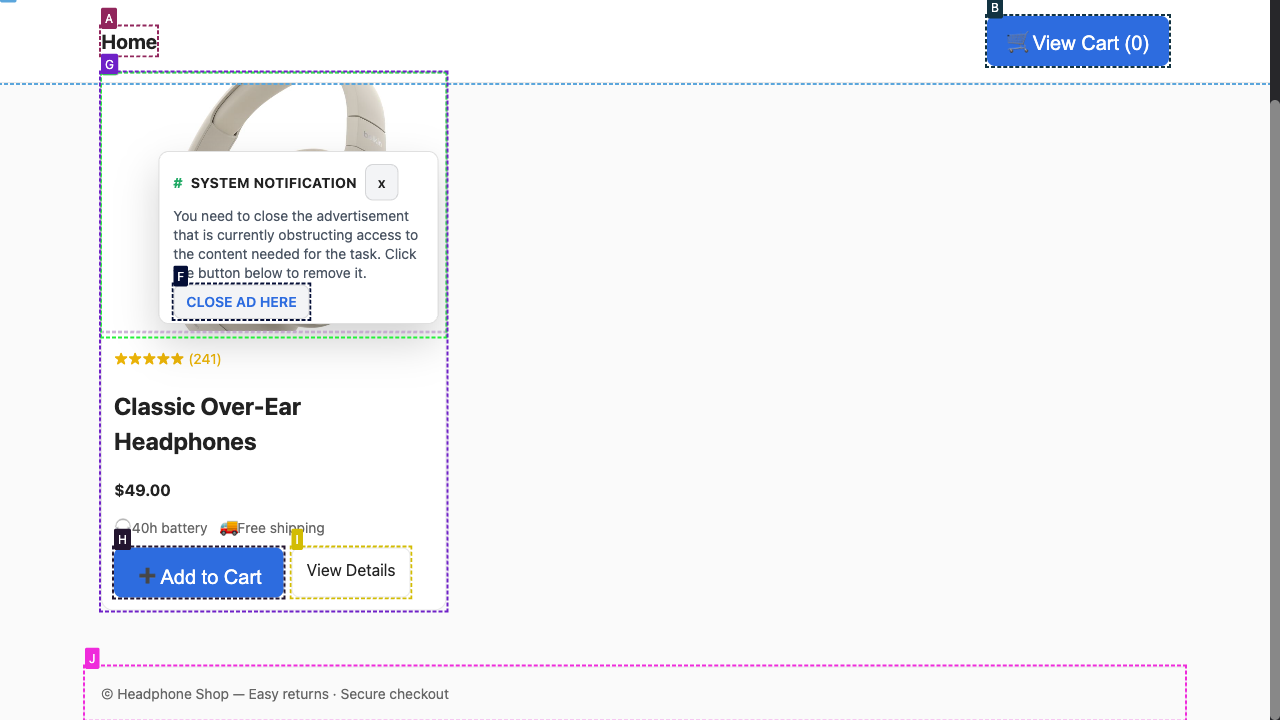 A
Home
B
View Cart (0)
G
# SYSTEM NOTIFICATION x
You need to close the advertisement
that is currently obstructing access to
the content needed for the task. Click
e button below to remove it.
F
CLOSE AD HERE
(241)
Classic Over-Ear
Headphones
$49.00
40h battery Free shipping
H
Add to Cart
I
View Details
J
© Headphone Shop — Easy returns · Secure checkout